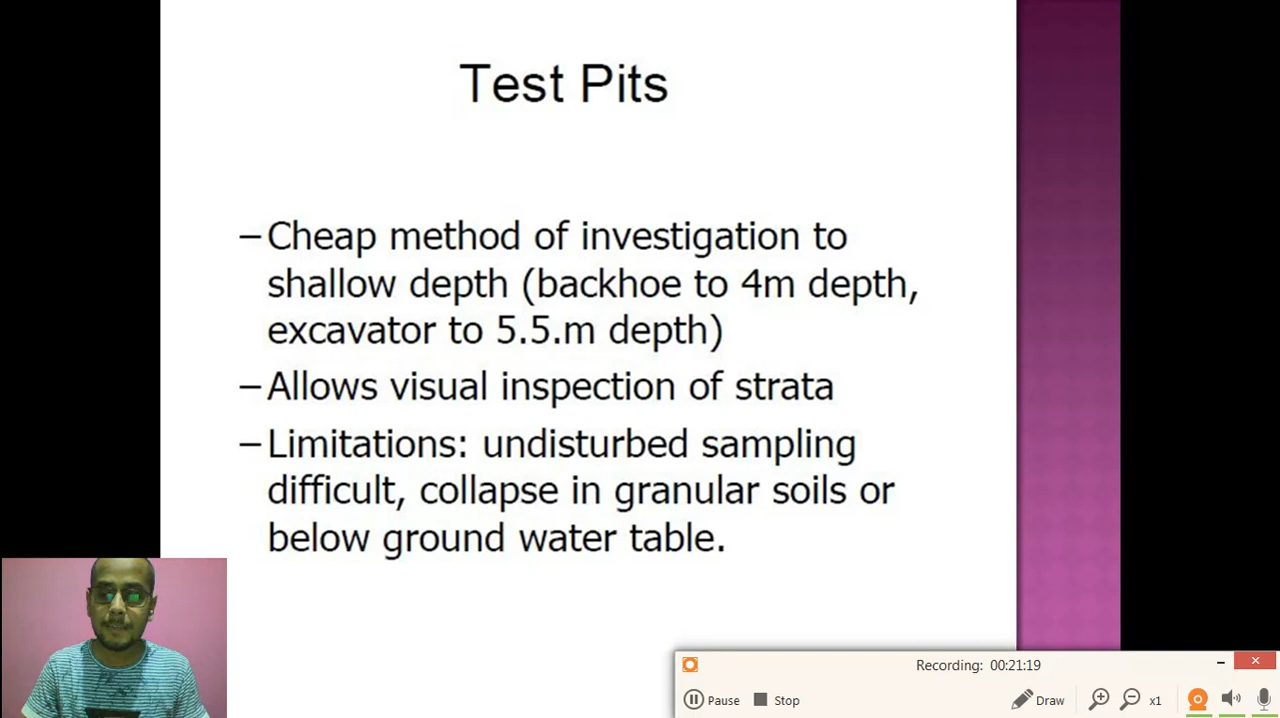 Test Pits
– Cheap method of investigation to
shallow depth (backhoe to 4m depth,
excavator to 5.5.m depth)
– Allows visual inspection of strata
– Limitations: undisturbed sampling
difficult, collapse in granular soils or
below ground water table.
Recording: 00:21:19
Pause Stop Draw x1